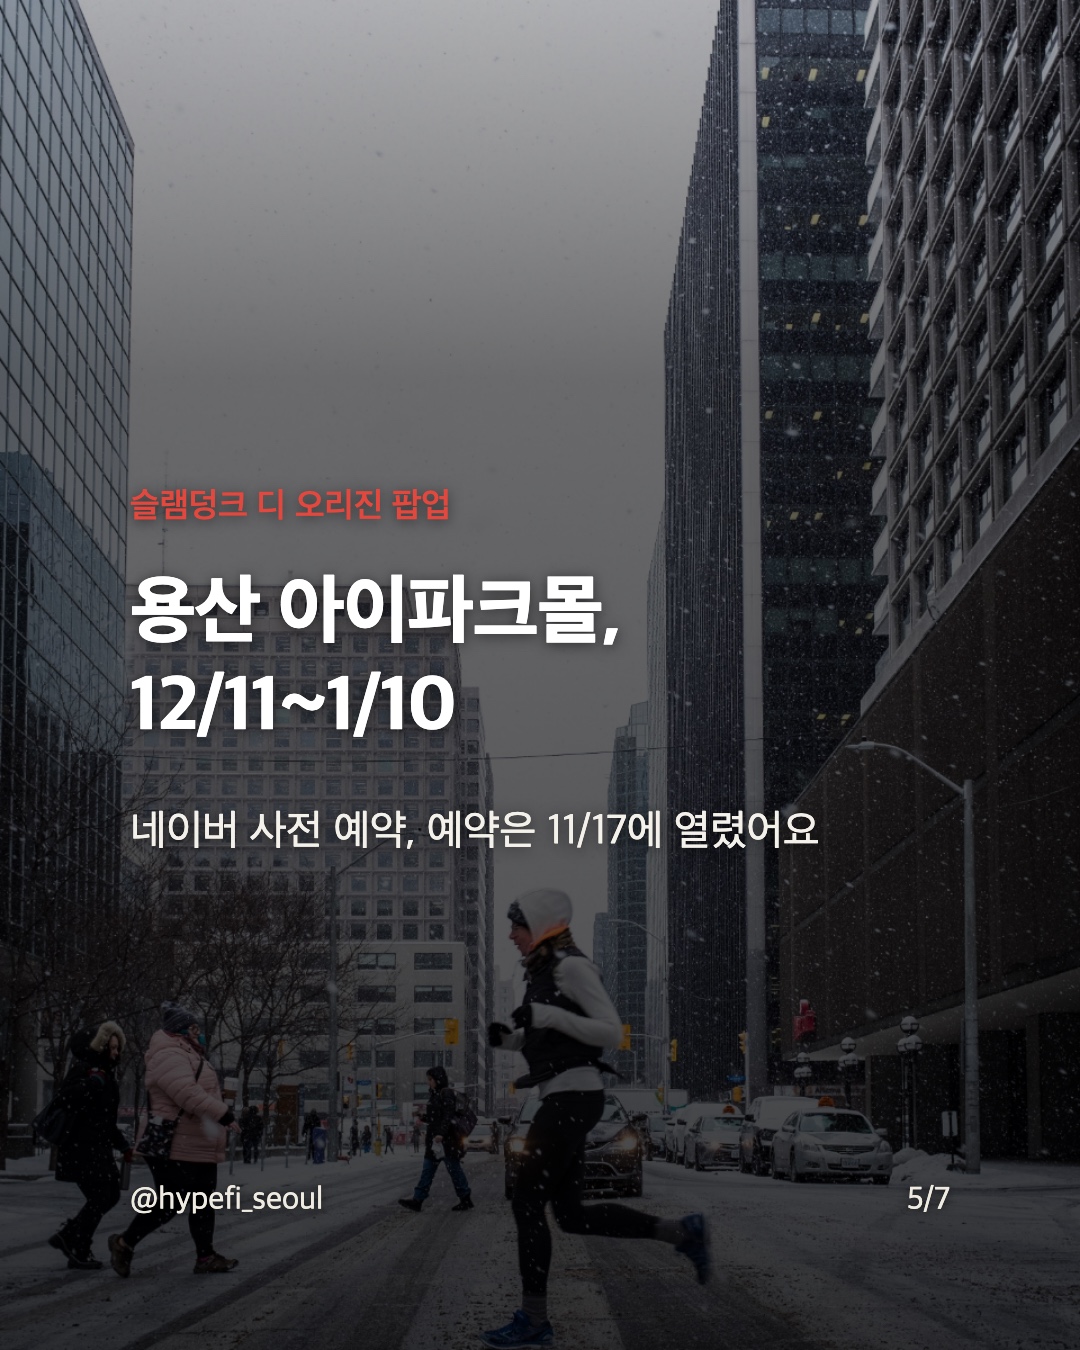 슬램덩크 디 오리진 팝업
용산 아이파크몰,
12/11~1/10
네이버 사전 예약, 예약은 11/17에 열렸어요
@hypefi_seoul
5/7